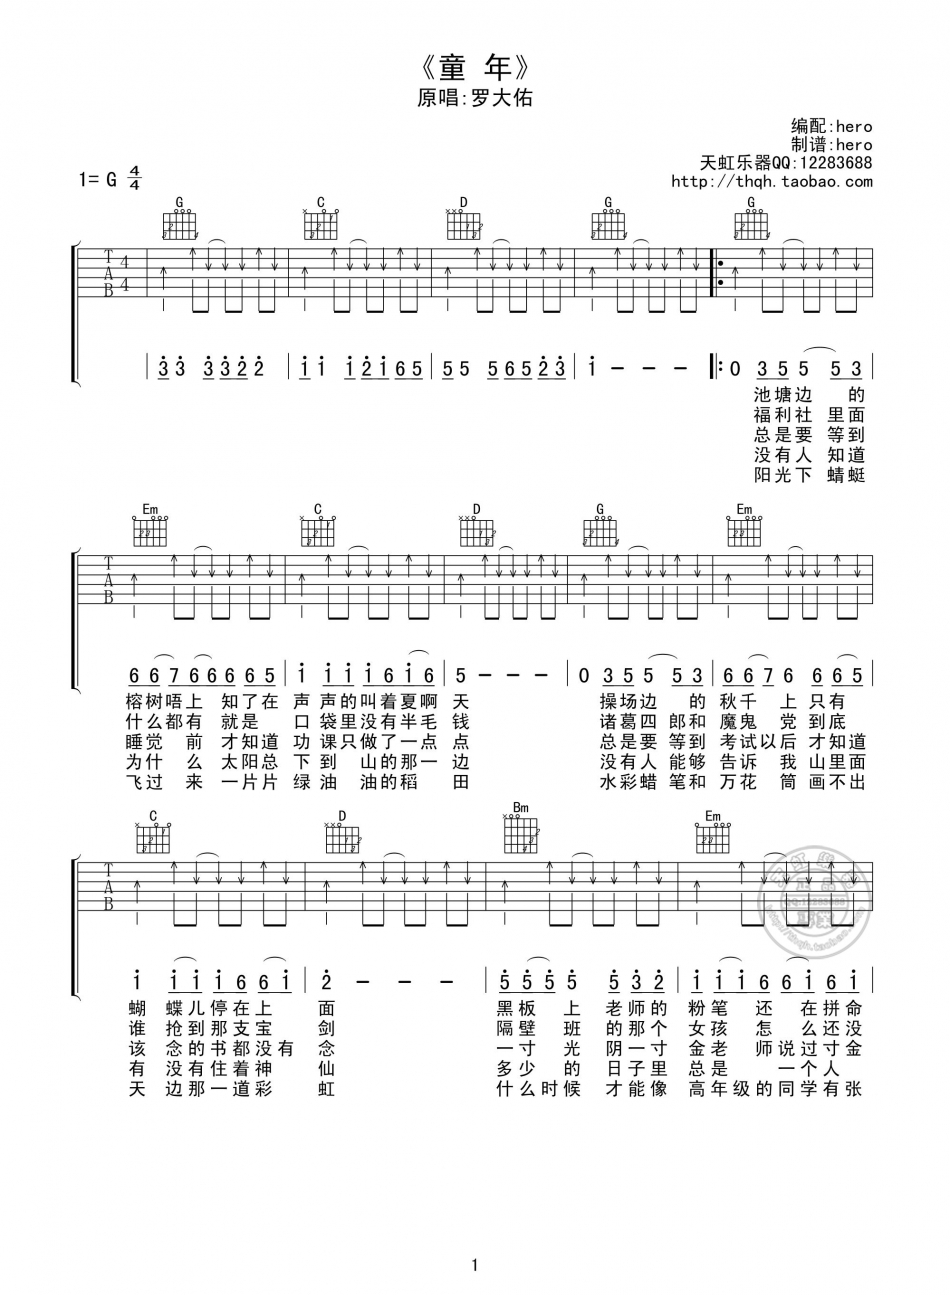 《童 年》
原唱:罗大佑
编配:hero
制谱:hero
天虹乐器QQ:12283688
1= G 4/4
http://thqh.taobao.com
G C D G G
T A B 4/4
3 3 3 3 2 2 | 1 1 1 2 1 6 5 | 5 5 5 6 5 2 3 | 1 - - - |: 0 3 5 5 5 3 |
池塘边 的
福利社 里面
总是要 等到
没有人 知道
阳光下 蜻蜓
Em C D G Em
T A B
6 6 7 6 6 6 6 5 | 1 1 1 1 6 1 6 | 5 - - - | 0 3 5 5 5 3 | 6 6 7 6 6 6 5 |
榕树唔上 知了在 声 声的叫着夏啊 天 操场边 的 秋千 上 只有
什么都有 就是 口 袋里没有半毛 钱 诸葛四郎和 魔鬼 党 到底
睡觉 前 才知道 功 课只做了一点 点 总是要 等到 考试以后才知道
为什 么 太阳总 下 到 山的那一 边 没有人 能够 告诉 我 山里面
飞过 来 一片片 绿 油 油的稻 田 水彩蜡 笔和 万花 筒 画不出
C D Bm Em
T A B
1 1 1 1 6 6 1 | 2 - - - | 5 5 5 5 5 3 2 | 1 1 1 6 1 6 1 |
蝴 蝶儿停在上 面 黑板 上 老师的 粉笔 还 在拼命
谁 抢到那支宝 剑 隔壁 班 的那个 女孩 怎 么还没
该 念的书都没有 念 一寸 光 阴一寸 金老 师 说过寸金
有 没有住着神 仙 多少 的 日子里 总是 一个人
天 边那一道彩 虹 什么时候 才能像 高年级的同学有张
1